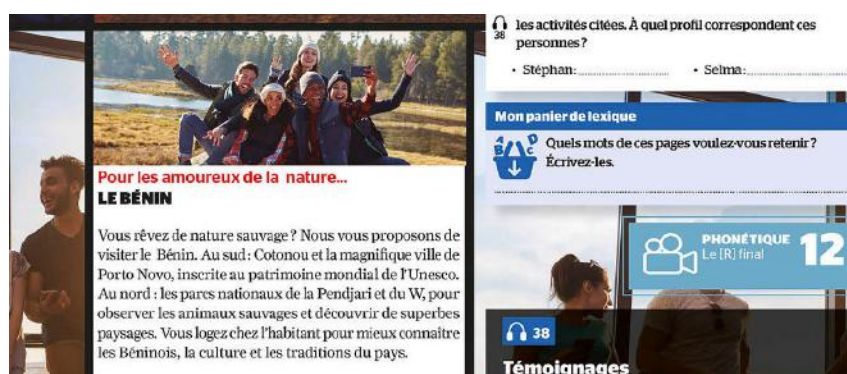 Pour les amoureux de la nature...
LE BÉNIN
Vous rêvez de nature sauvage ? Nous vous proposons de
visiter le Bénin. Au sud : Cotonou et la magnifique ville de
Porto Novo, inscrite au patrimoine mondial de l'Unesco.
Au nord : les parcs nationaux de la Pendjari et du W, pour
observer les animaux sauvages et découvrir de superbes
paysages. Vous logez chez l'habitant pour mieux connaître
les Béninois, la culture et les traditions du pays.
38
les activités citées. À quel profil correspondent ces
personnes ?
• Stéphan : .......................... • Selma : ..........................
Mon panier de lexique
A B C D
Quels mots de ces pages voulez-vous retenir ?
Écrivez-les.
PHONÉTIQUE 12
Le [R] final
38
Témoignages